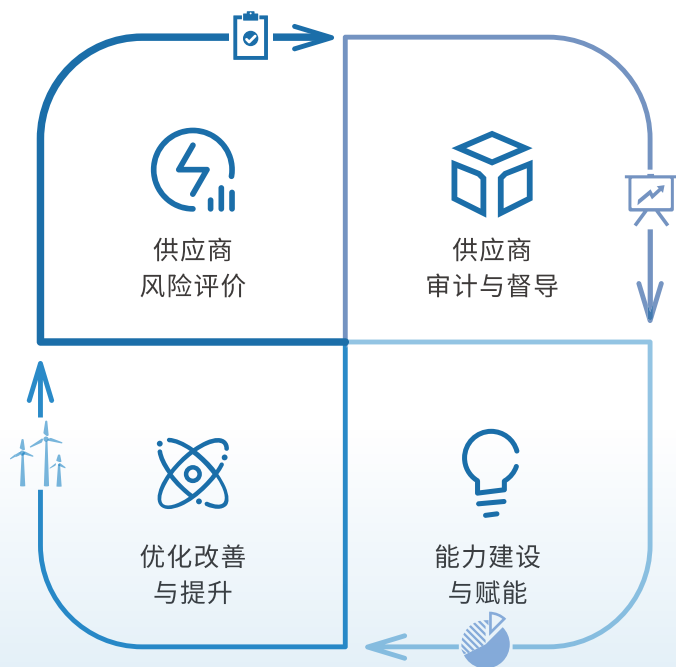 供应商
风险评价
供应商
审计与督导
优化改善
与提升
能力建设
与赋能